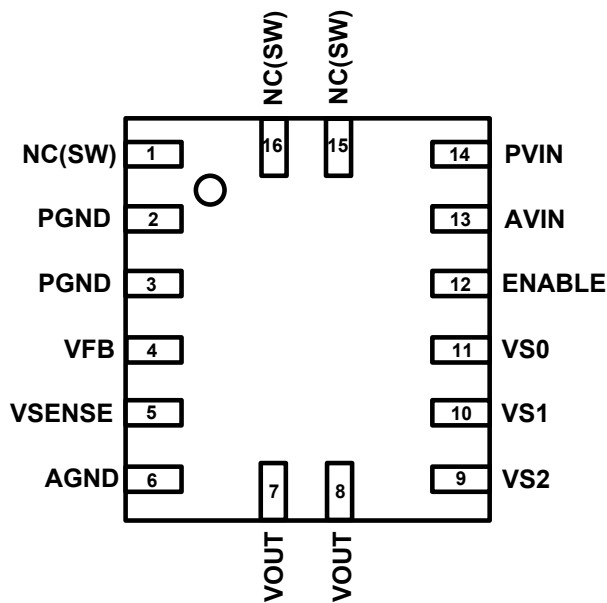 NC(SW)
NC(SW)
16
15
NC(SW) 1
14 PVIN
PGND 2
13 AVIN
PGND 3
12 ENABLE
VFB 4
11 VS0
VSENSE 5
10 VS1
AGND 6
9 VS2
7
8
VOUT
VOUT